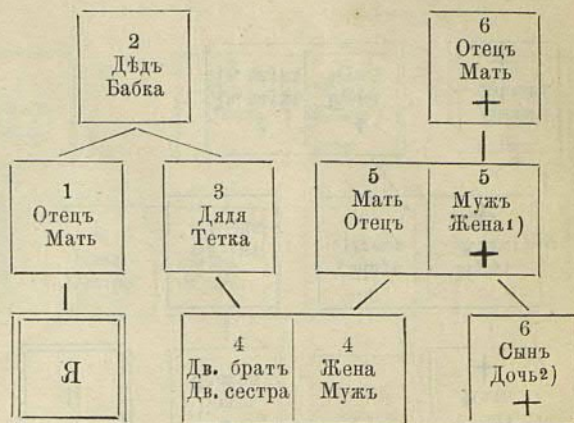 2
Дѣдъ
Бабка
6
Отецъ
Мать
+
1
Отецъ
Мать
3
Дядя
Тетка
5
Мать
Отецъ
5
Мужъ
Жена1)
+
Я
4
Дв. братъ
Дв. сестра
4
Жена
Мужъ
6
Сынъ
Дочь2)
+